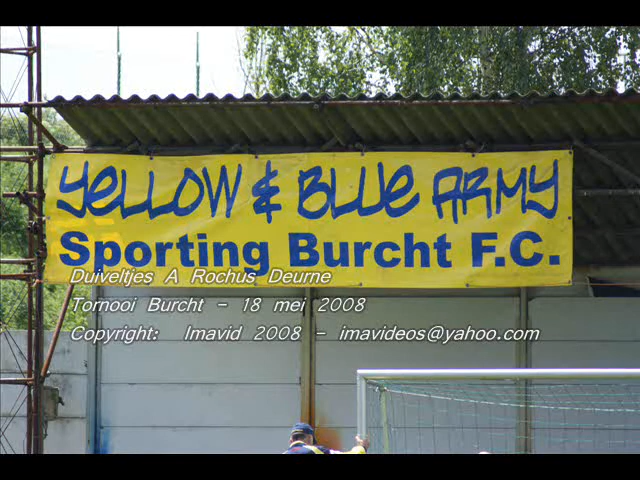 YELLOW & BLUE ARMY
Sporting Burcht F.C.
Duiveltjes A Rochus Deurne
Tornooi Burcht - 18 mei 2008
Copyright: Imavid 2008 - imavideos@yahoo.com